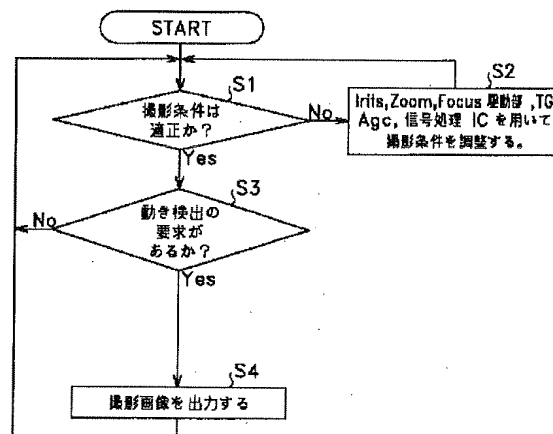 START
S1
撮影条件は
適正か?
No
Yes
S2
Irits,Zoom,Focus 駆動部 ,TG
Agc, 信号処理 IC を用いて
撮影条件を調整する。
S3
動き検出の
要求が
あるか?
No
Yes
S4
撮影画像を出力する